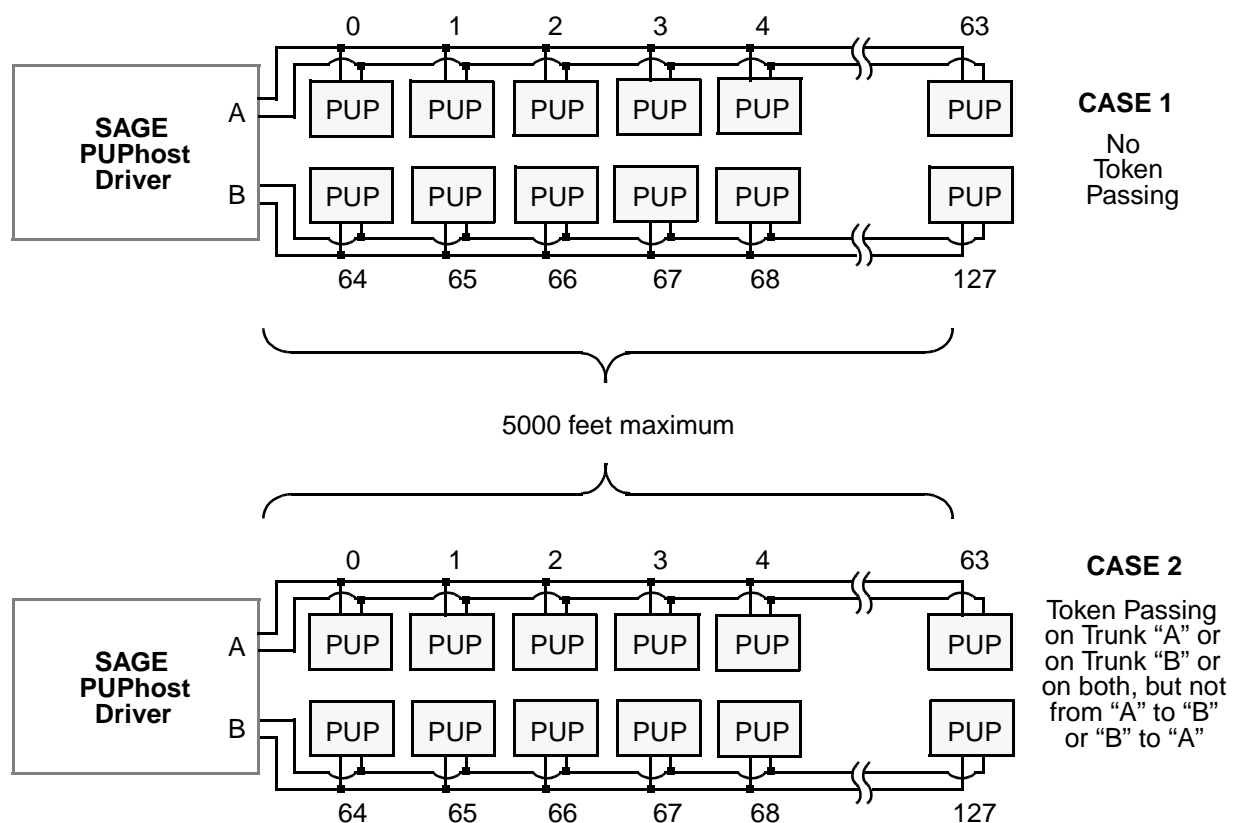 0 1 2 3 4 63
A
PUP PUP PUP PUP PUP PUP
SAGE
PUPhost
Driver
B
PUP PUP PUP PUP PUP PUP
64 65 66 67 68 127
CASE 1
No
Token
Passing
5000 feet maximum
0 1 2 3 4 63
A
PUP PUP PUP PUP PUP PUP
SAGE
PUPhost
Driver
B
PUP PUP PUP PUP PUP PUP
64 65 66 67 68 127
CASE 2
Token Passing
on Trunk “A” or
on Trunk “B” or
on both, but not
from “A” to “B”
or “B” to “A”